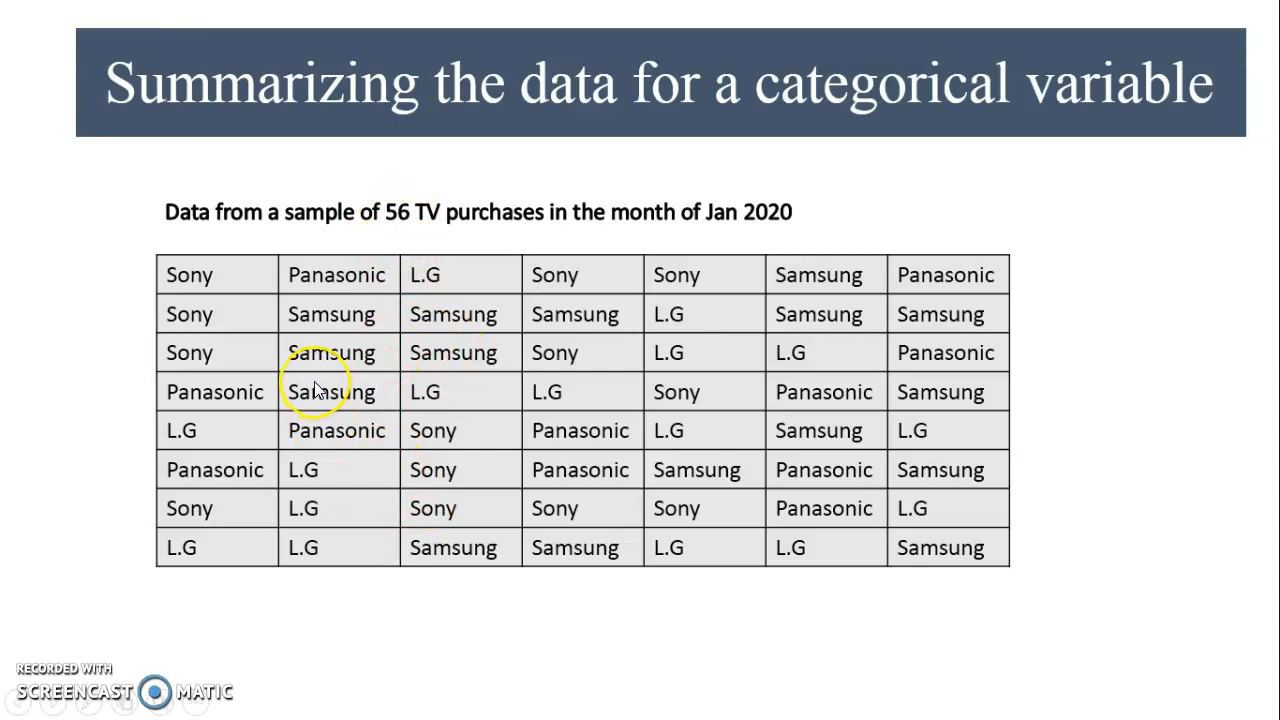 Summarizing the data for a categorical variable
Data from a sample of 56 TV purchases in the month of Jan 2020
Sony Panasonic L.G Sony Sony Samsung Panasonic
Sony Samsung Samsung Samsung L.G Samsung Samsung
Sony Samsung Samsung Sony L.G L.G Panasonic
Panasonic Samsung L.G L.G Sony Panasonic Samsung
L.G Panasonic Sony Panasonic L.G Samsung L.G
Panasonic L.G Sony Panasonic Samsung Panasonic Samsung
Sony L.G Sony Sony Sony Panasonic L.G
L.G L.G Samsung Samsung L.G L.G Samsung
RECORDED WITH
SCREENCAST MATIC